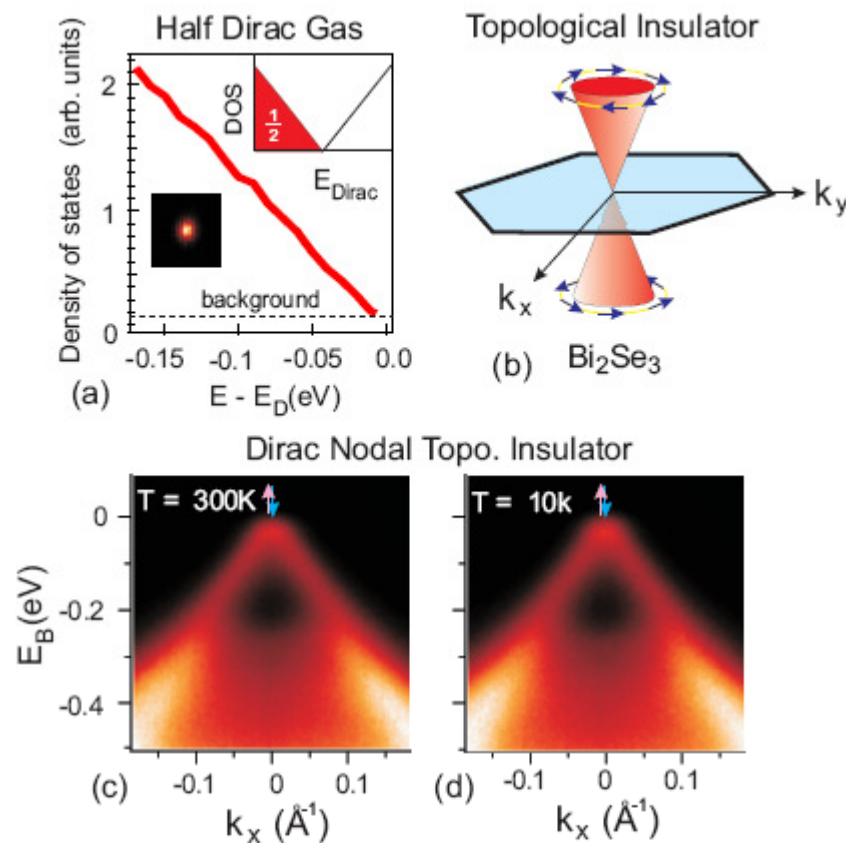 Half Dirac Gas
Density of states (arb. units)
2
1
0
DOS
1/2
E_Dirac
background
-0.15
-0.1
-0.05
0.0
(a)
E - E_D(eV)
Topological Insulator
k_y
k_x
(b)
Bi₂Se₃
Dirac Nodal Topo. Insulator
T = 300K
E_B(eV)
0
-0.2
-0.4
-0.1
0
0.1
(c)
k_x (Å⁻¹)
T = 10k
-0.1
0
0.1
(d)
k_x (Å⁻¹)